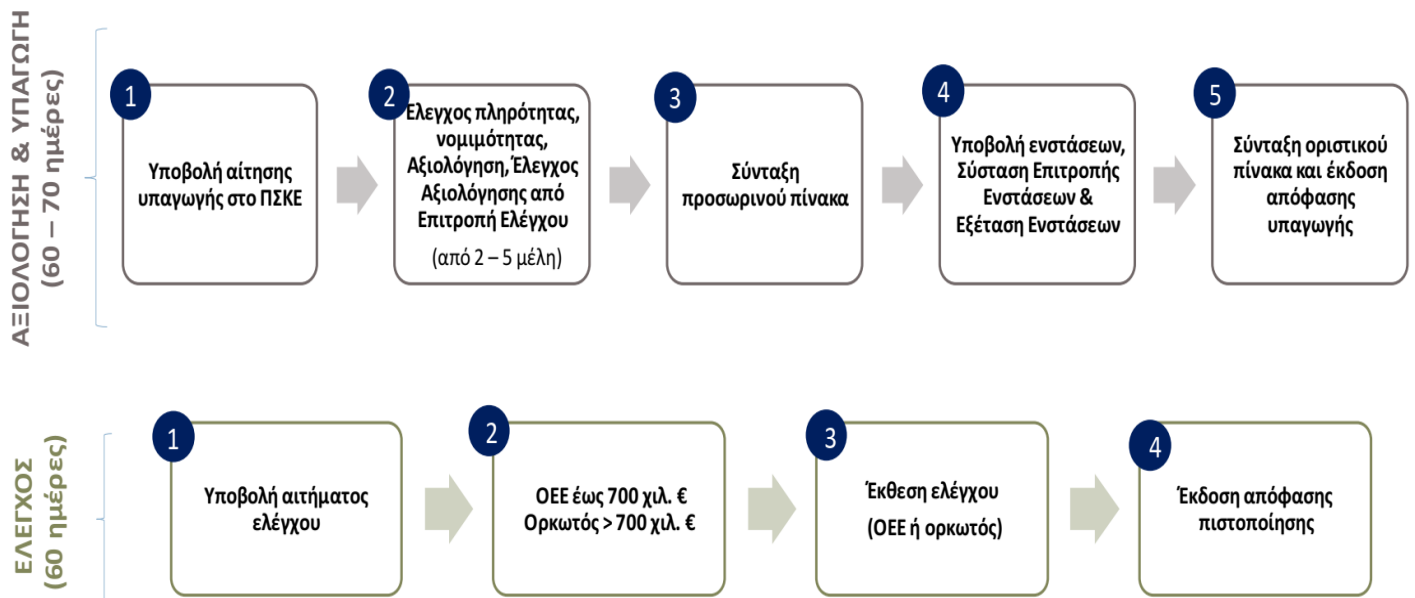 ΑΞΙΟΛΟΓΗΣΗ & ΥΠΑΓΩΓΗ
(60 – 70 ημέρες)
1
Υποβολή αίτησης
υπαγωγής στο ΠΣΚΕ
2
Έλεγχος πληρότητας,
νομιμότητας,
Αξιολόγηση, Έλεγχος
Αξιολόγησης από
Επιτροπή Ελέγχου
(από 2 – 5 μέλη)
3
Σύνταξη
προσωρινού πίνακα
4
Υποβολή ενστάσεων,
Σύσταση Επιτροπής
Ενστάσεων &
Εξέταση Ενστάσεων
5
Σύνταξη οριστικού
πίνακα και έκδοση
απόφασης
υπαγωγής
ΕΛΕΓΧΟΣ
(60 ημέρες)
1
Υποβολή αιτήματος
ελέγχου
2
ΟΕΕ έως 700 χιλ. €
Ορκωτός > 700 χιλ. €
3
Έκθεση ελέγχου
(ΟΕΕ ή ορκωτός)
4
Έκδοση απόφασης
πιστοποίησης